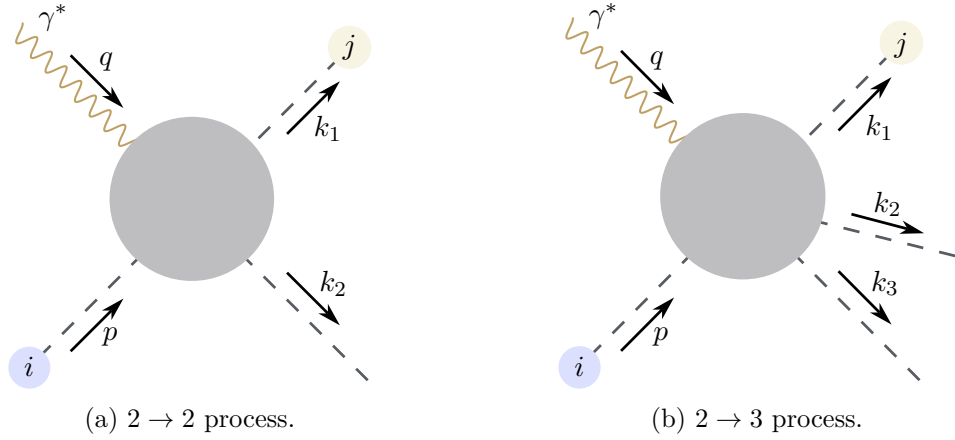 γ*
q
j
k₁
k₂
p
i
(a) 2 → 2 process.
γ*
q
j
k₁
k₂
k₃
p
i
(b) 2 → 3 process.